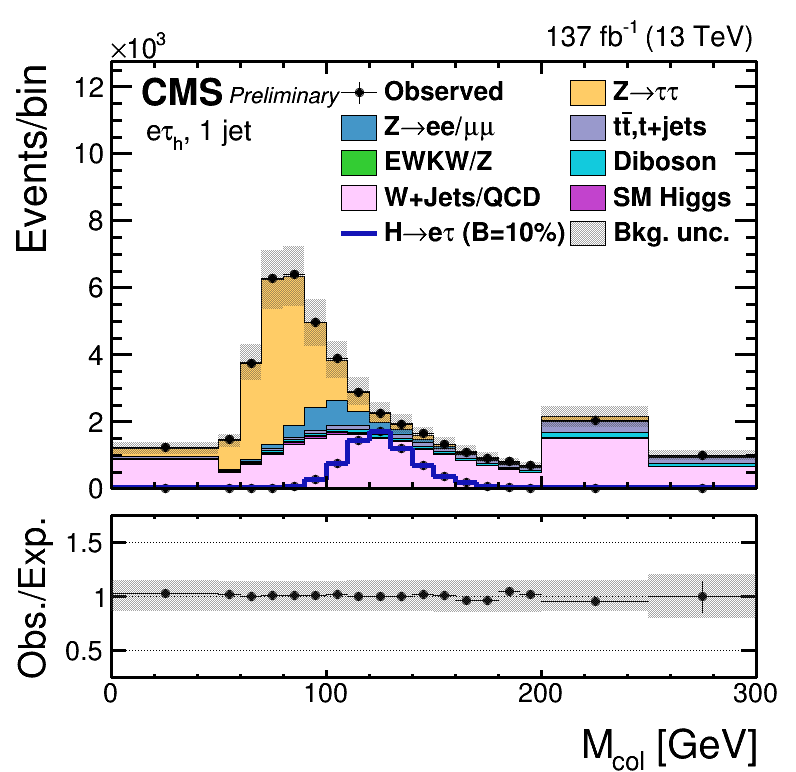 ×10³
137 fb⁻¹ (13 TeV)
CMS Preliminary
eτₕ, 1 jet
Observed
Z→ττ
Z→ee/μμ
tt̄,t+jets
EWKW/Z
Diboson
W+Jets/QCD
SM Higgs
H→eτ (B=10%)
Bkg. unc.
Events/bin
12
10
8
6
4
2
0
Obs./Exp.
1.5
1
0.5
0
100
200
300
M_col [GeV]